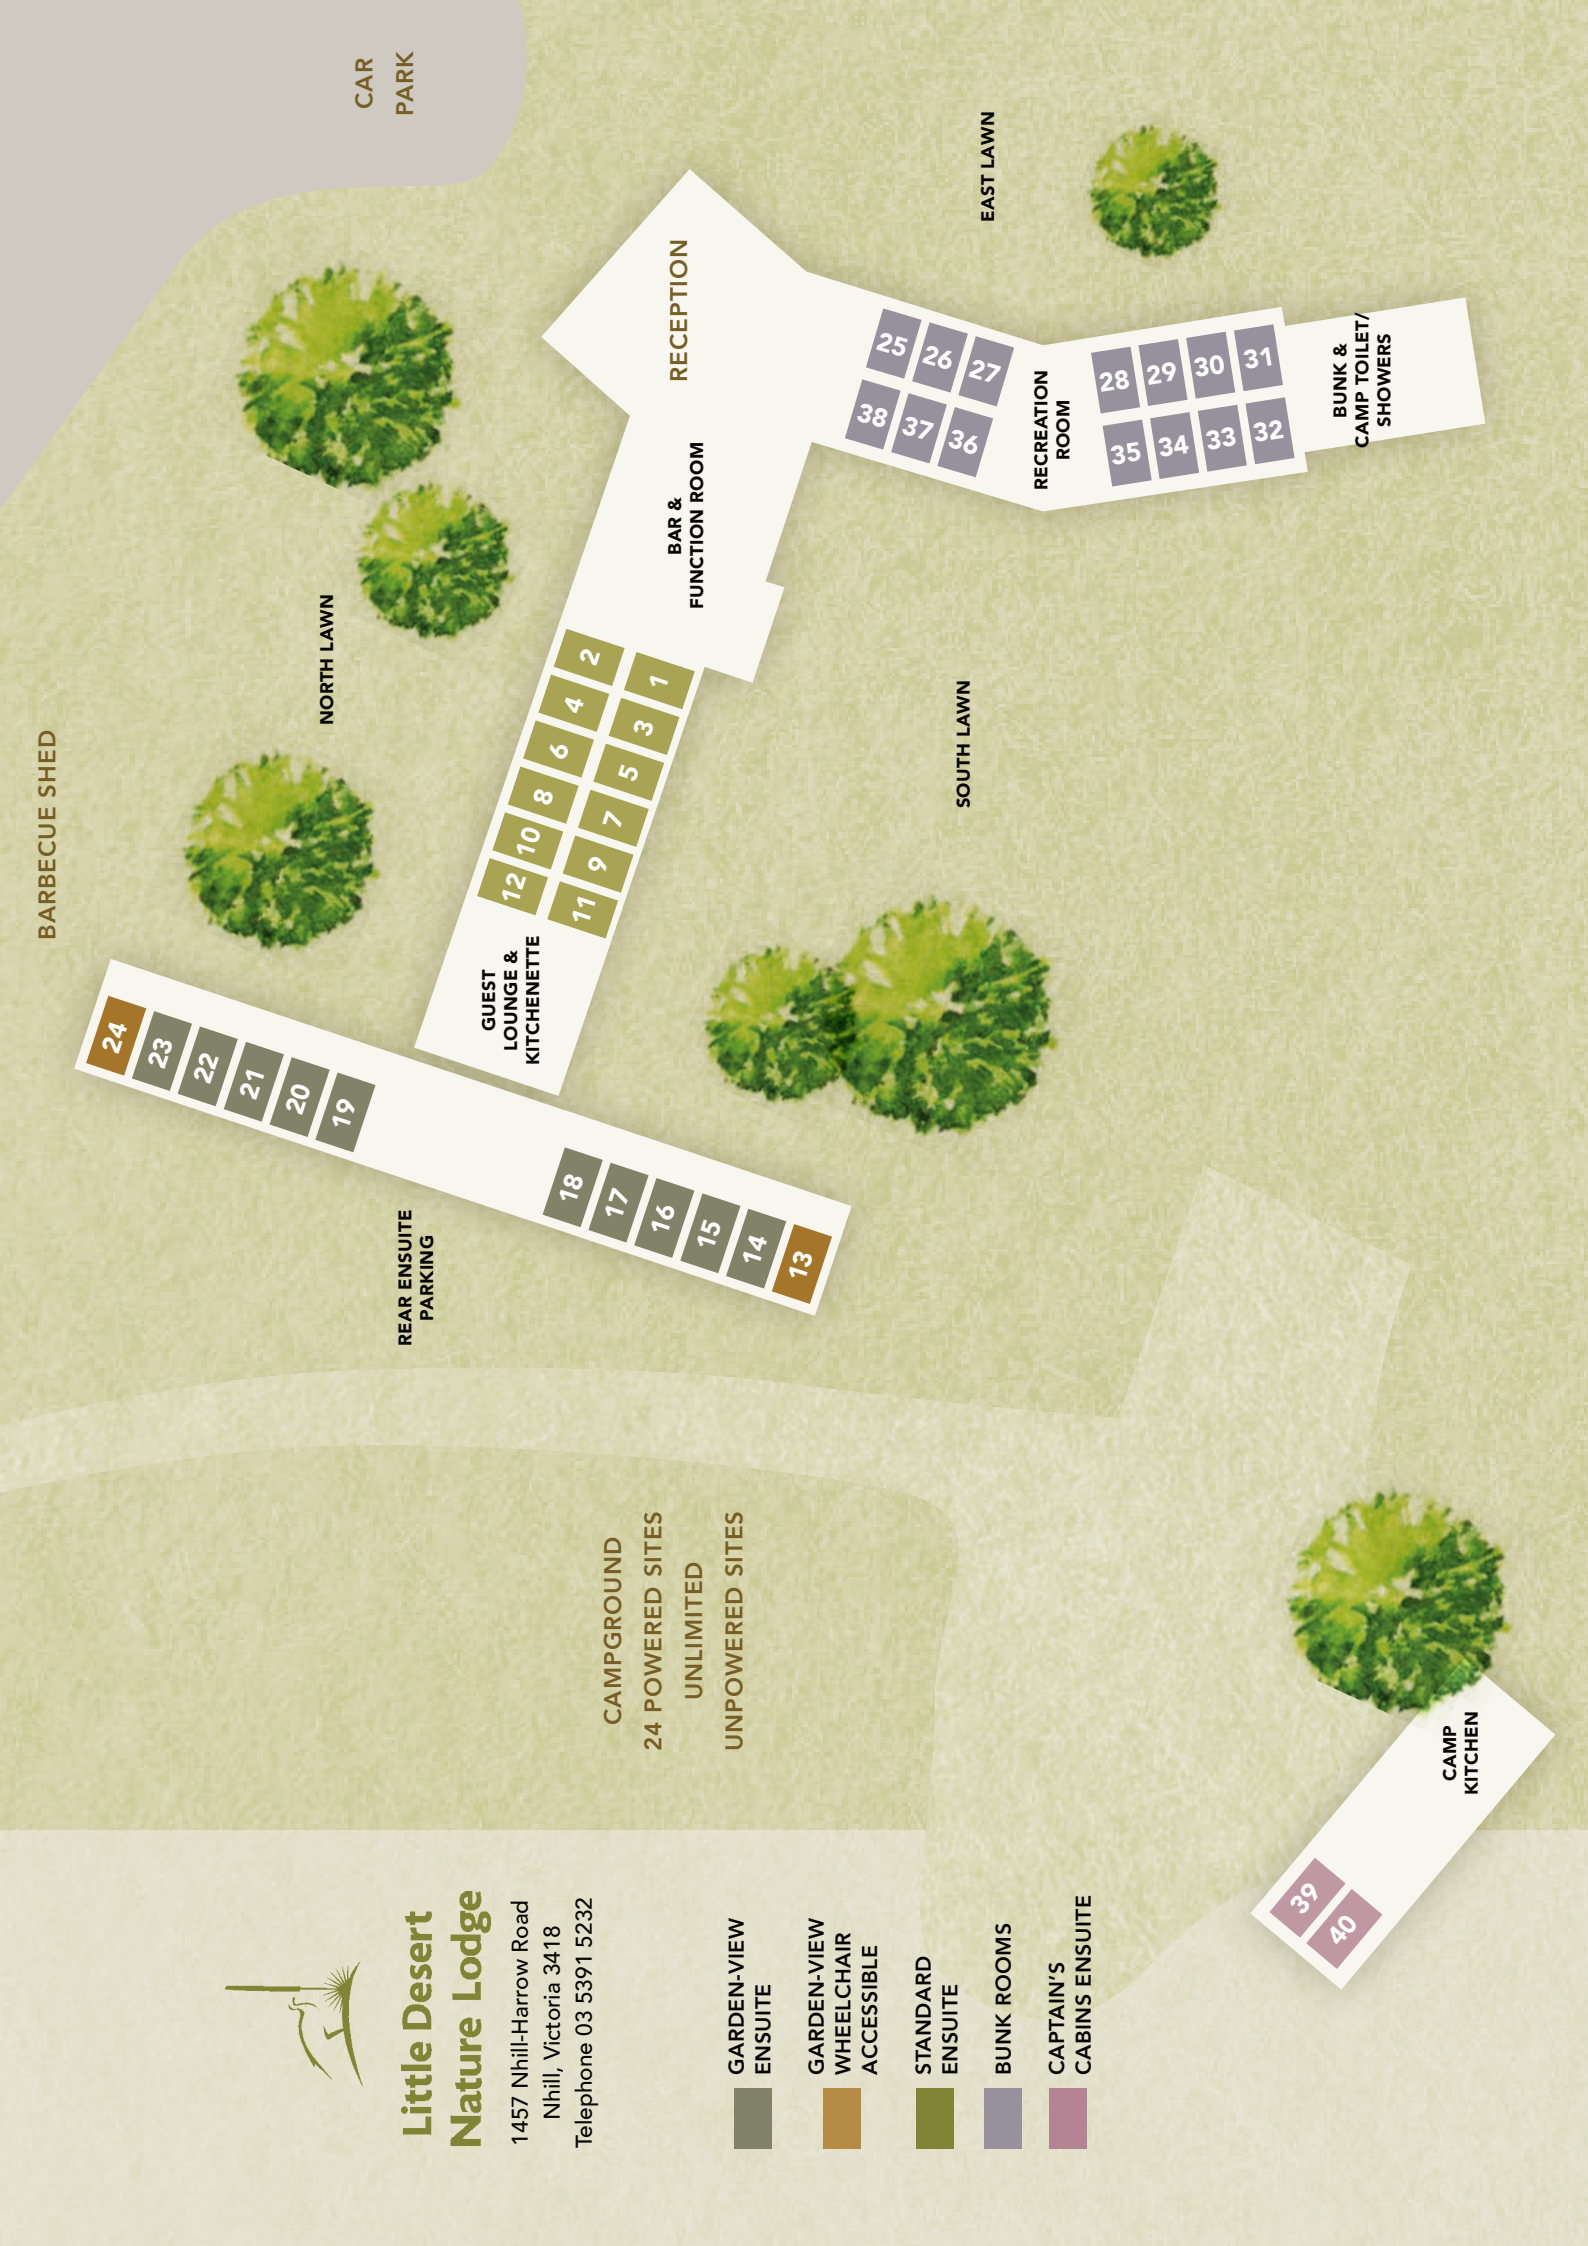 Little Desert
Nature Lodge
1457 Nhill-Harrow Road
Nhill, Victoria 3418
Telephone 03 5391 5232
GARDEN-VIEW
ENSUITE
GARDEN-VIEW
WHEELCHAIR
ACCESSIBLE
STANDARD
ENSUITE
BUNK ROOMS
CAPTAIN'S
CABINS ENSUITE
CAMPGROUND
24 POWERED SITES
UNLIMITED
UNPOWERED SITES
39
40
CAMP
KITCHEN
REAR ENSUITE
PARKING
24
23
22
21
20
19
18
17
16
15
14
13
BARBECUE SHED
NORTH LAWN
GUEST
LOUNGE &
KITCHENETTE
12
10
8
6
4
2
11
9
7
5
3
1
SOUTH LAWN
BAR &
FUNCTION ROOM
RECEPTION
CAR
PARK
EAST LAWN
25
26
27
38
37
36
RECREATION
ROOM
28
29
30
31
35
34
33
32
BUNK &
CAMP TOILET/
SHOWERS